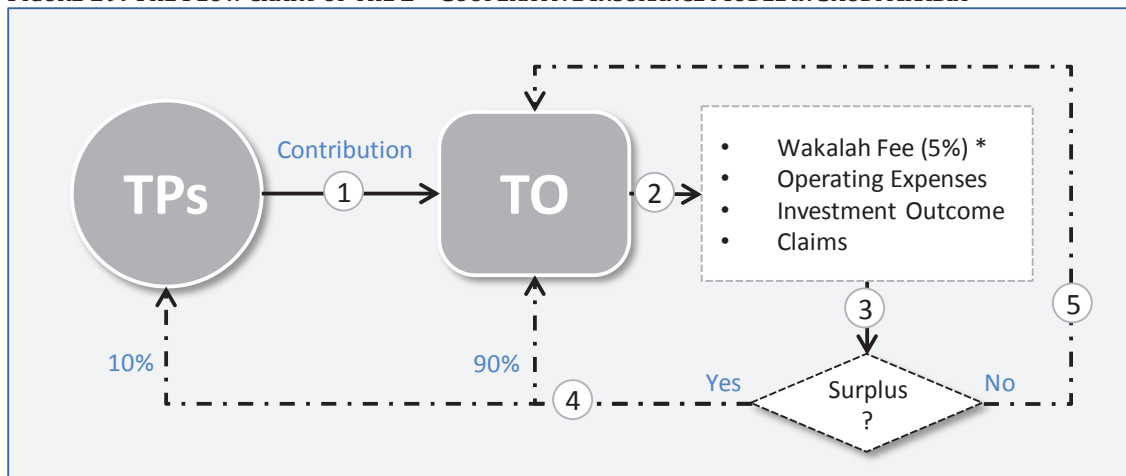 Contribution
TPs
1
TO
2
• Wakalah Fee (5%) *
• Operating Expenses
• Investment Outcome
• Claims
3
5
10%
90%
Yes
Surplus
?
No
4